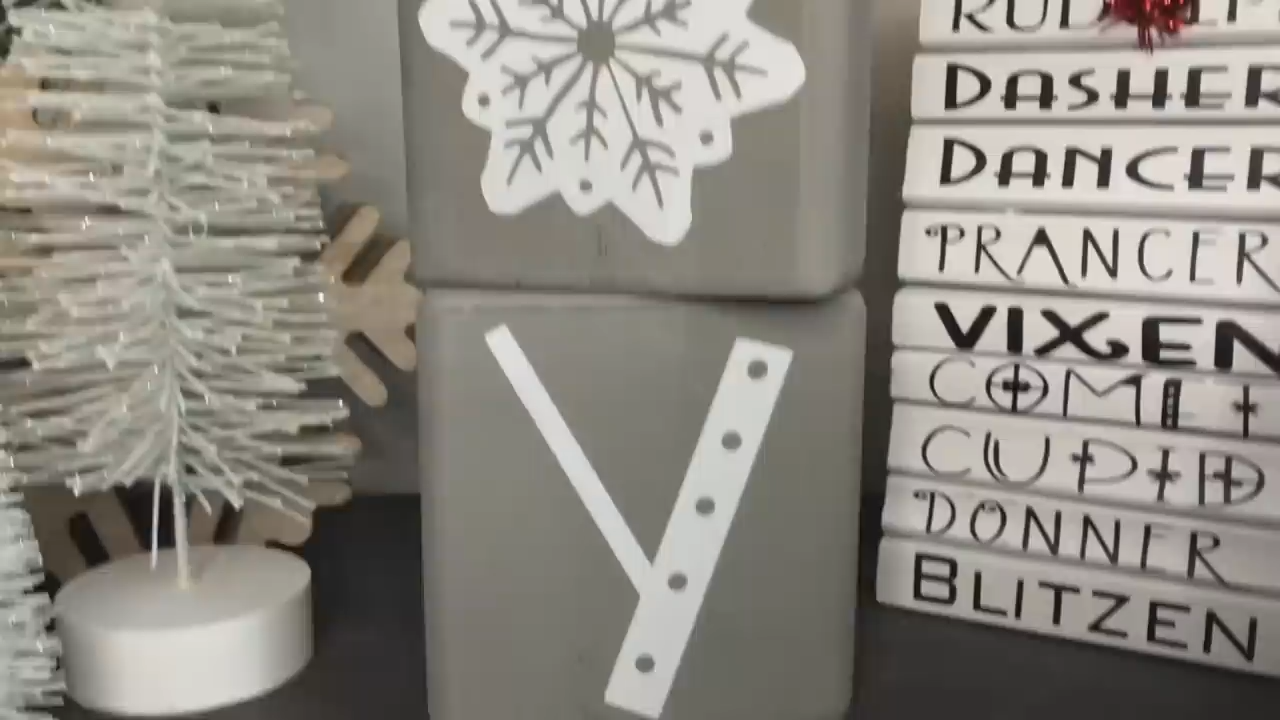 y
DASHER
DANCER
PRANCER
VIXEN
COMET
CUPID
DONNER
BLITZEN